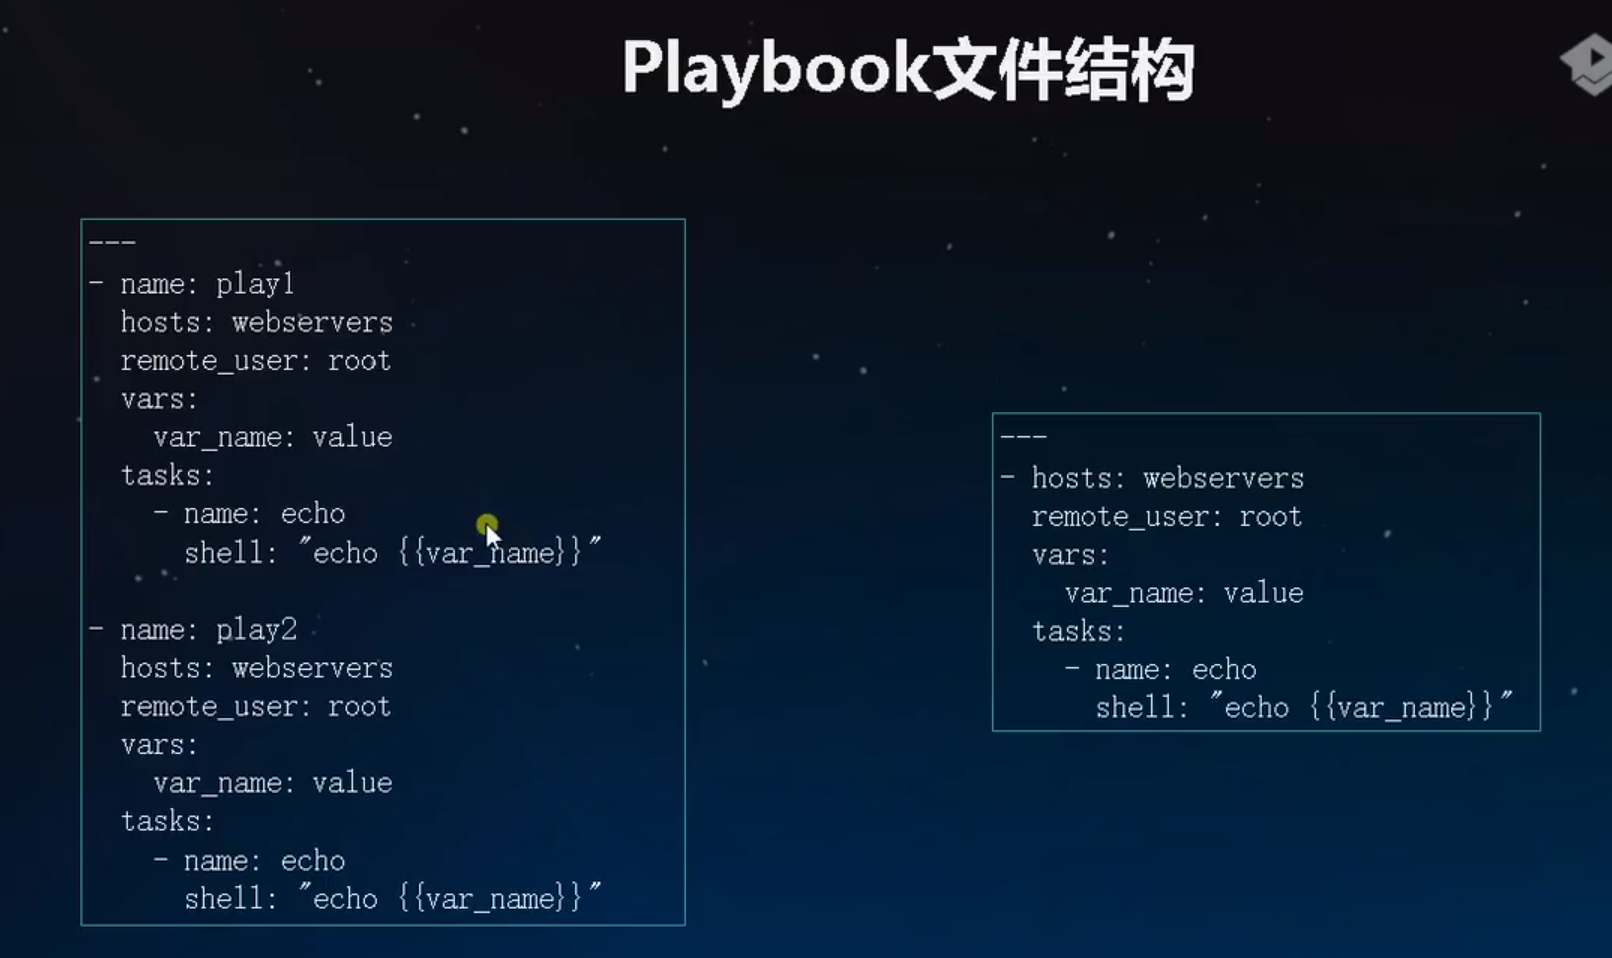 Playbook文件结构
---
- name: play1
  hosts: webservers
  remote_user: root
  vars:
    var_name: value
  tasks:
    - name: echo
      shell: "echo {{var_name}}"

- name: play2
  hosts: webservers
  remote_user: root
  vars:
    var_name: value
  tasks:
    - name: echo
      shell: "echo {{var_name}}"
---
- hosts: webservers
  remote_user: root
  vars:
    var_name: value
  tasks:
    - name: echo
      shell: "echo {{var_name}}"